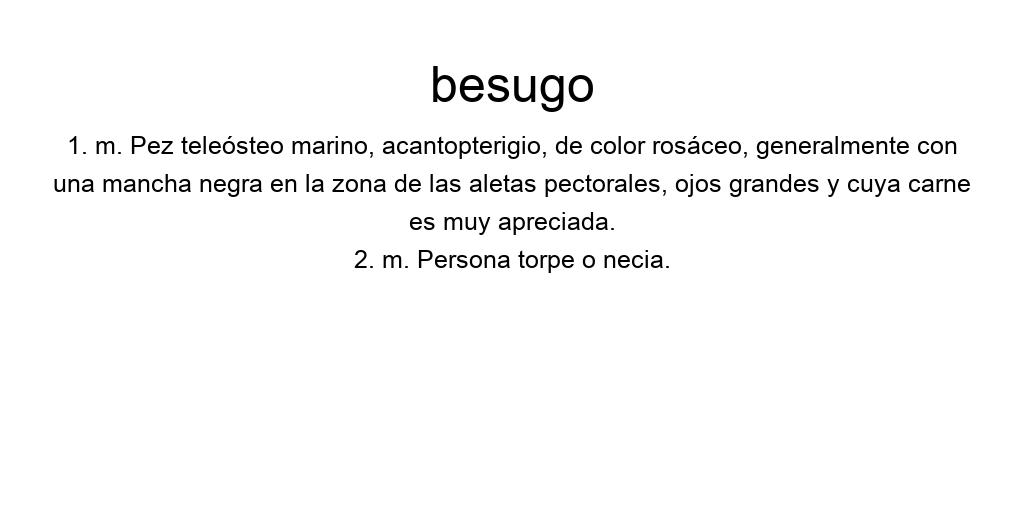 besugo
1. m. Pez teleósteo marino, acantopterigio, de color rosáceo, generalmente con
una mancha negra en la zona de las aletas pectorales, ojos grandes y cuya carne
es muy apreciada.
2. m. Persona torpe o necia.